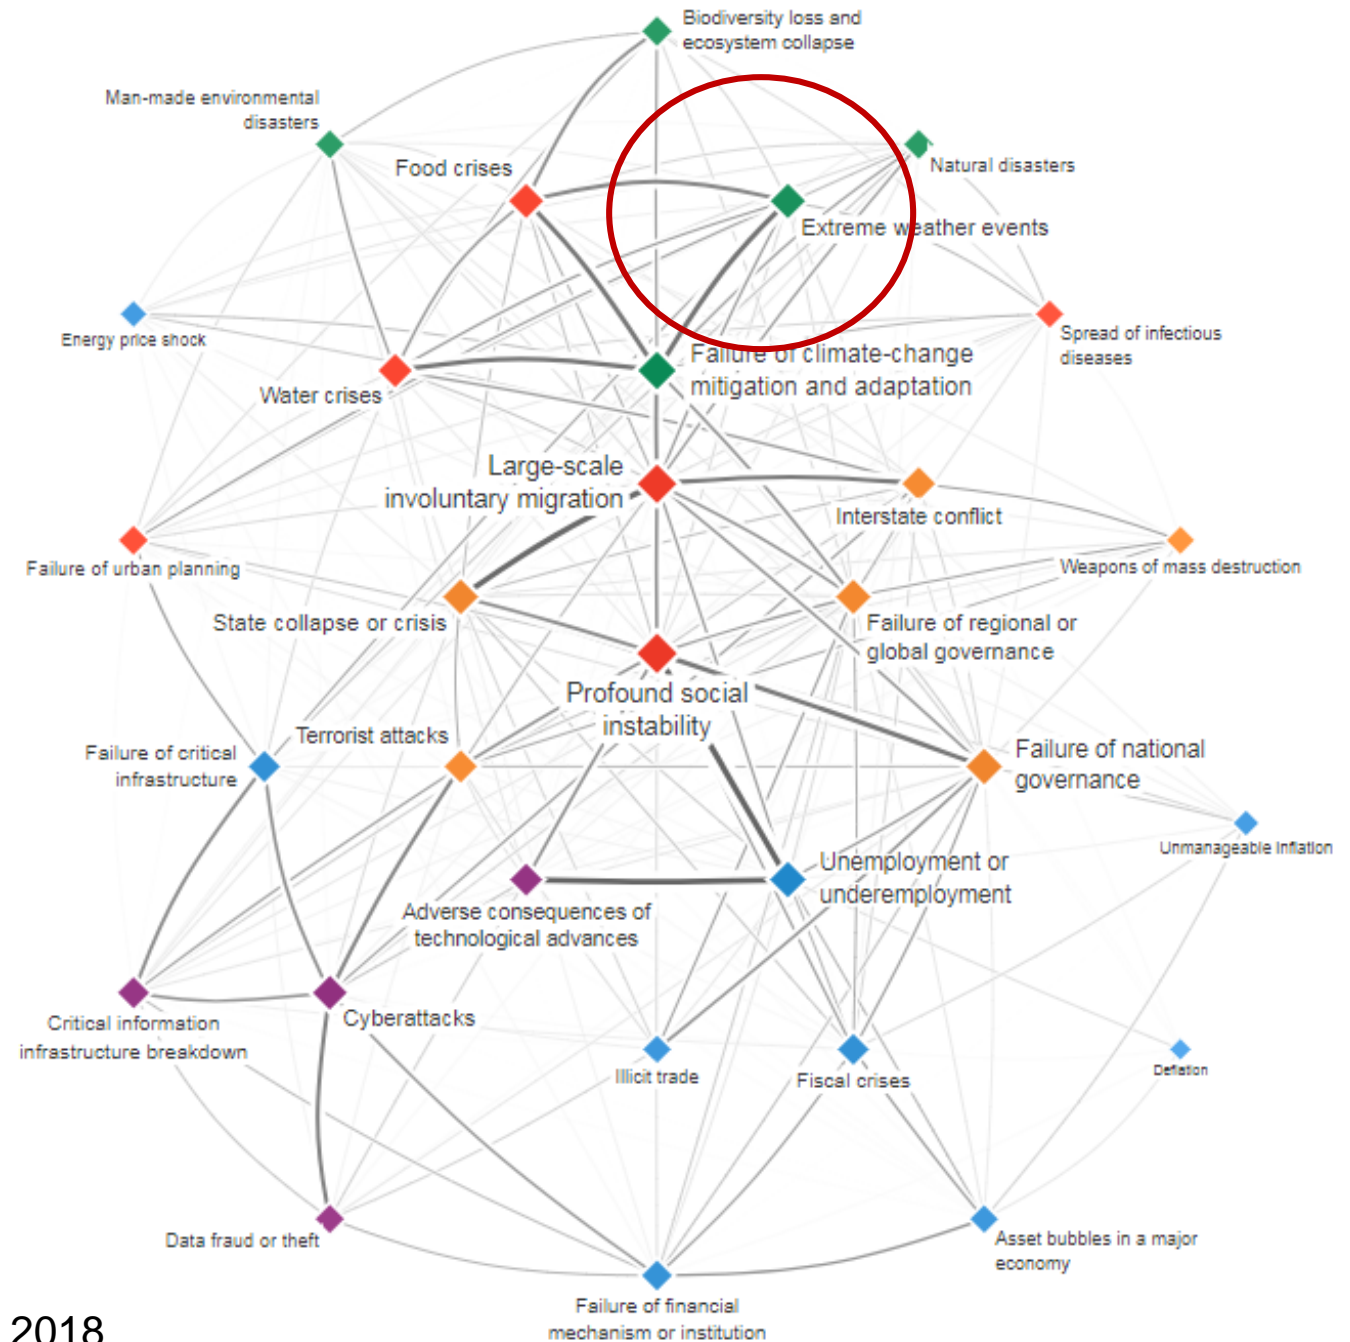 Biodiversity loss and
ecosystem collapse
Man-made environmental
disasters
Food crises
Natural disasters
Extreme weather events
Energy price shock
Spread of infectious
diseases
Water crises
Failure of climate-change
mitigation and adaptation
Large-scale
involuntary migration
Interstate conflict
Failure of urban planning
Weapons of mass destruction
State collapse or crisis
Failure of regional or
global governance
Profound social
instability
Terrorist attacks
Failure of critical
infrastructure
Failure of national
governance
Unmanageable inflation
Unemployment or
underemployment
Adverse consequences of
technological advances
Critical information
infrastructure breakdown
Cyberattacks
Illicit trade
Fiscal crises
Deflation
Data fraud or theft
Asset bubbles in a major
economy
Failure of financial
mechanism or institution
2018